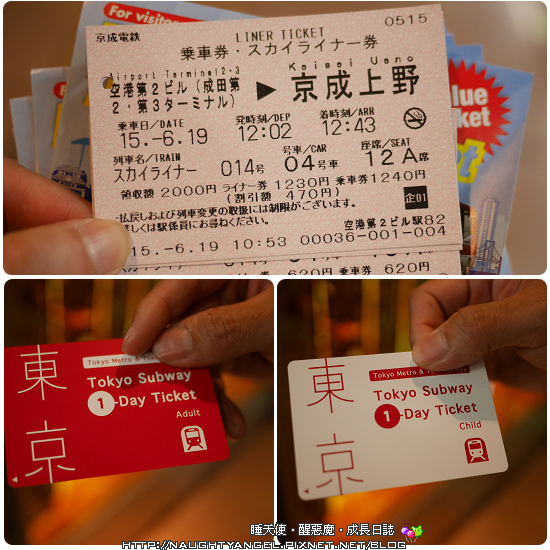 For visitors
京成電鉄
LINER TICKET
0515
乗車券・スカイライナー券
Airport Terminal2・3
空港第2ビル(成田第
2・第3ターミナル)
▶
Keisei Ueno
京成上野
乗車日/DATE
発時刻/DEP
着時刻/ARR
15.-6.19
12:02
12:43
列車名/TRAIN
号車/CAR
座席/SEAT
スカイライナー
014号
04号車
12A席
領収額 2000円 ライナー券 1230円 乗車券 1240円
(割引額 470円)
・払戻しおよび列車変更の取扱には制限がございます。
詳しくは駅係員にお尋ねください。
企01
空港第2ビル駅82
15.-6.19 10:53 00036-001-004
620円 乗車券 620円
東京
Tokyo Metro & T
Tokyo Subway
1-Day Ticket
Adult
東京
Tokyo Metro & T
Tokyo Subway
1-Day Ticket
Child
睡天使・醒惡魔・成長日誌
HTTP://NAUGHTYANGEL.PIXNET.NET/BLOG